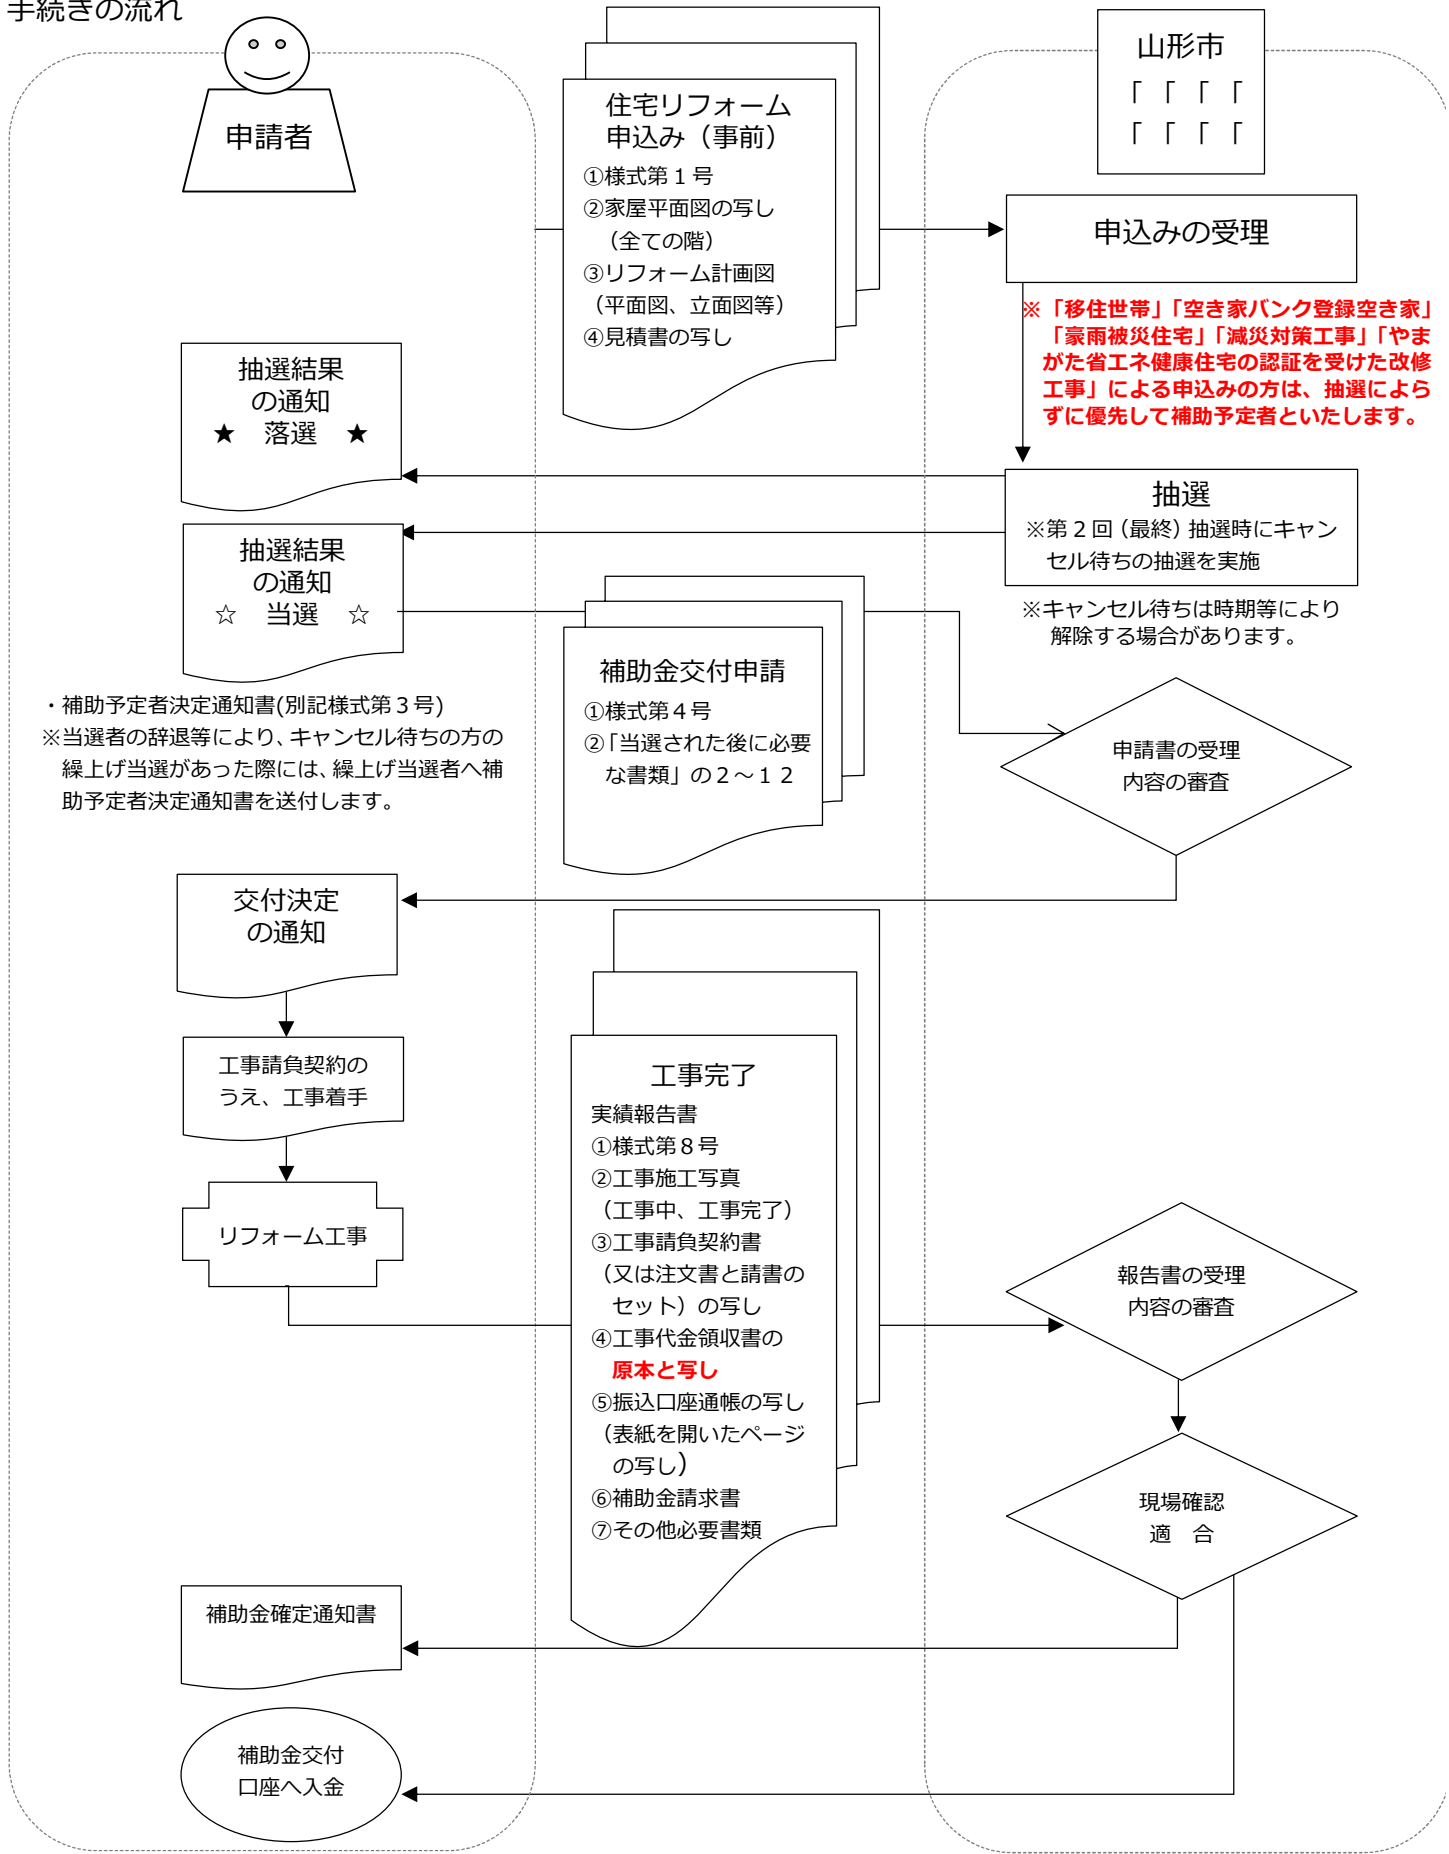 手続きの流れ
申請者
住宅リフォーム
申込み（事前）
①様式第１号
②家屋平面図の写し
（全ての階）
③リフォーム計画図
（平面図、立面図等）
④見積書の写し
山形市
「 「 「 「
「 「 「 「
申込みの受理
※「移住世帯」「空き家バンク登録空き家」
「豪雨被災住宅」「減災対策工事」「やま
がた省エネ健康住宅の認証を受けた改修
工事」による申込みの方は、抽選によら
ずに優先して補助予定者といたします。
抽選結果
の通知
★　落選　★
抽選
※第２回（最終）抽選時にキャン
セル待ちの抽選を実施
※キャンセル待ちは時期等により
解除する場合があります。
抽選結果
の通知
☆　当選　☆
・補助予定者決定通知書(別記様式第３号)
※当選者の辞退等により、キャンセル待ちの方の
繰上げ当選があった際には、繰上げ当選者へ補
助予定者決定通知書を送付します。
補助金交付申請
①様式第４号
②「当選された後に必要
な書類」の２～１２
申請書の受理
内容の審査
交付決定
の通知
工事請負契約の
うえ、工事着手
リフォーム工事
工事完了
実績報告書
①様式第８号
②工事施工写真
（工事中、工事完了）
③工事請負契約書
（又は注文書と請書の
セット）の写し
④工事代金領収書の
原本と写し
⑤振込口座通帳の写し
（表紙を開いたページ
の写し）
⑥補助金請求書
⑦その他必要書類
報告書の受理
内容の審査
現場確認
適　合
補助金確定通知書
補助金交付
口座へ入金